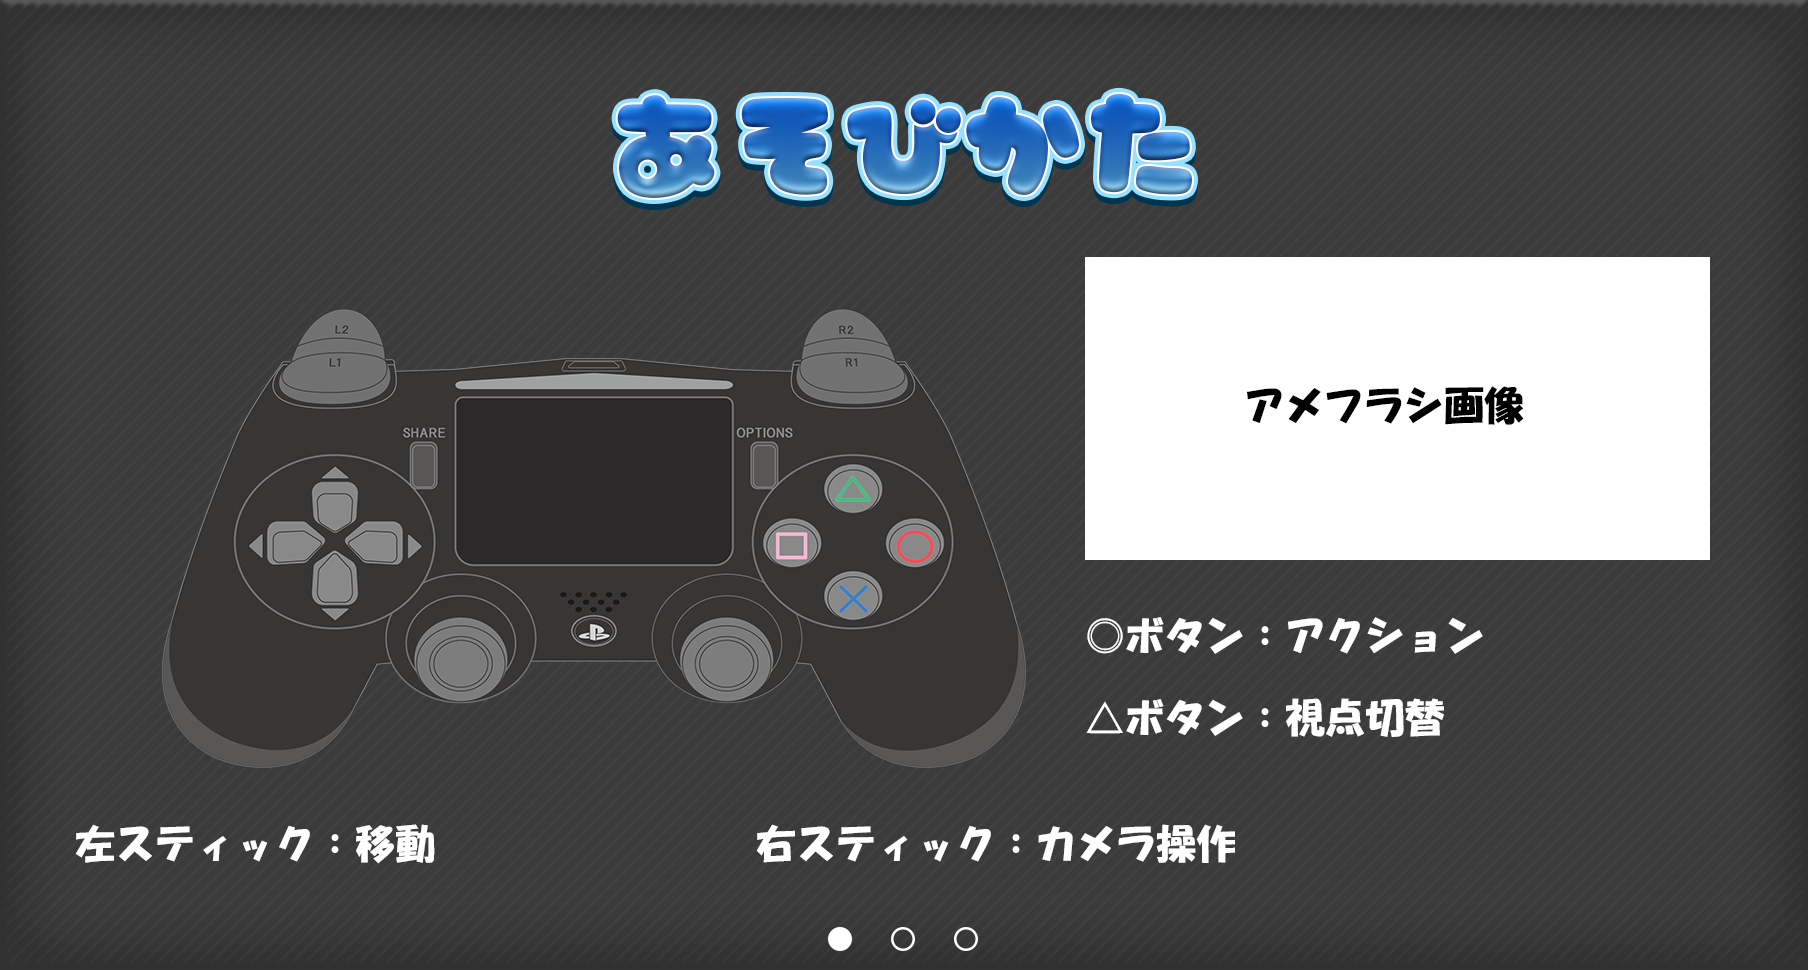 あそびかた
L2
L1
R2
R1
SHARE
OPTIONS
アメフラシ画像
◎ボタン：アクション
△ボタン：視点切替
左スティック：移動
右スティック：カメラ操作